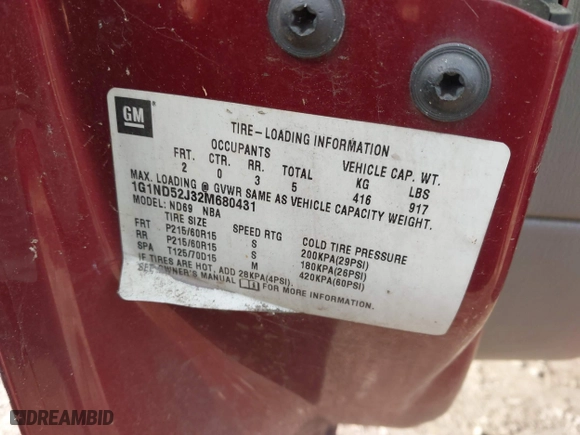 GM
TIRE-LOADING INFORMATION
OCCUPANTS VEHICLE CAP. WT.
FRT. CTR. RR. TOTAL KG LBS
2 0 3 5 416 917
MAX. LOADING @ GVWR SAME AS VEHICLE CAPACITY WEIGHT.
1G1ND52J32M680431
MODEL: ND69 NBA
TIRE SIZE SPEED RTG COLD TIRE PRESSURE
FRT P215/60R15 S 200KPA(29PSI)
RR P215/60R15 S 180KPA(26PSI)
SPA T125/70D15 M 420KPA(60PSI)
IF TIRES ARE HOT, ADD 28KPA(4PSI).
SEE OWNER'S MANUAL FOR MORE INFORMATION.
DREAMBID